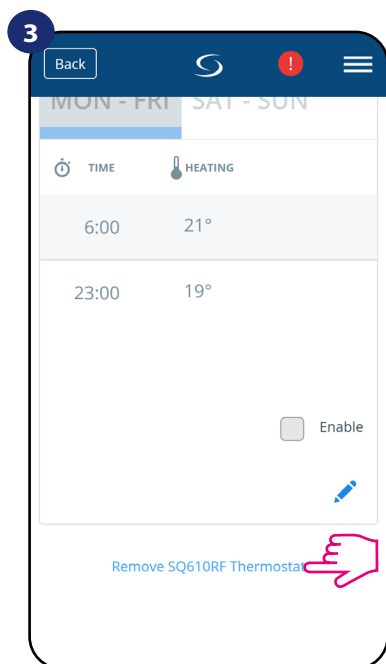 3
Back
!
MON - FRI SAT - SUN
TIME HEATING
6:00 21°
23:00 19°
Enable
Remove SQ610RF Thermostat